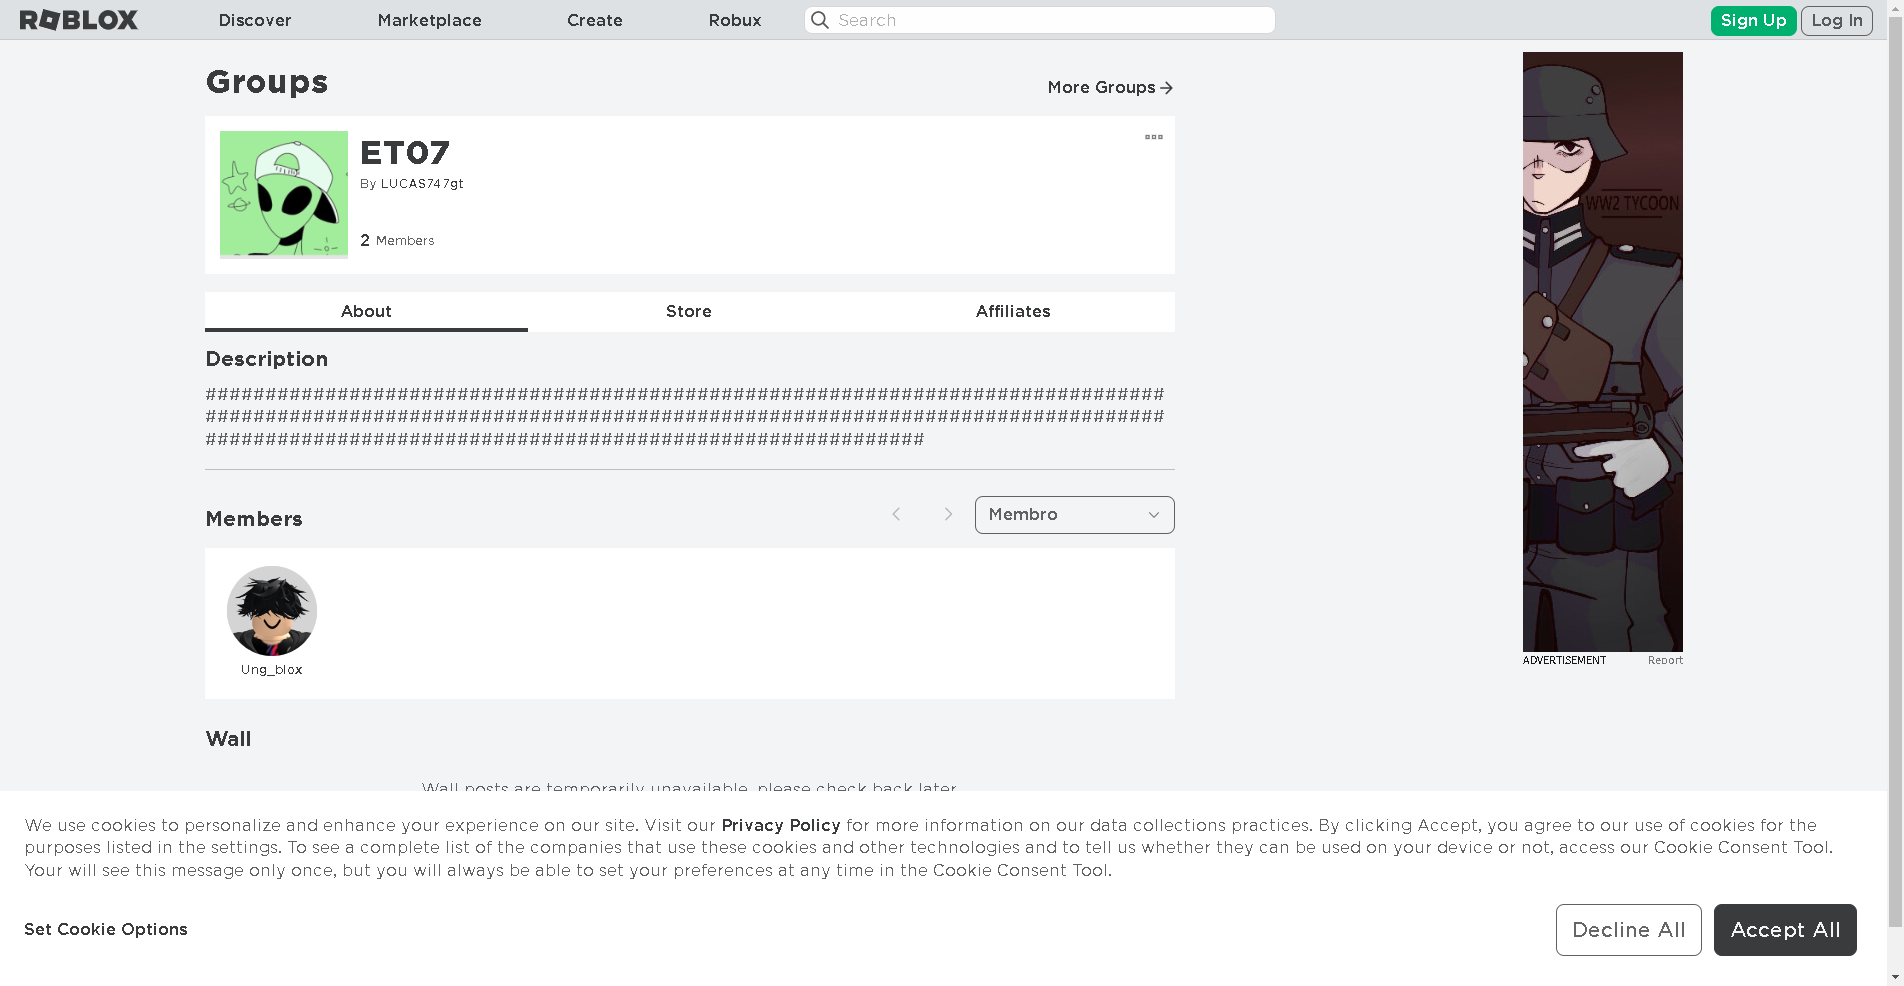 ROBLOX
Discover
Marketplace
Create
Robux
Search
Sign Up
Log In
Groups
More Groups
ET07
By LUCAS747gt
2 Members
About
Store
Affiliates
Description
################################################################################
################################################################################
############################################################
Members
Membro
Ung_blox
Wall
Wall posts are temporarily unavailable, please check back later.
WW2 TYCOON
ADVERTISEMENT
Report
We use cookies to personalize and enhance your experience on our site. Visit our Privacy Policy for more information on our data collections practices. By clicking Accept, you agree to our use of cookies for the
purposes listed in the settings. To see a complete list of the companies that use these cookies and other technologies and to tell us whether they can be used on your device or not, access our Cookie Consent Tool.
Your will see this message only once, but you will always be able to set your preferences at any time in the Cookie Consent Tool.
Set Cookie Options
Decline All
Accept All